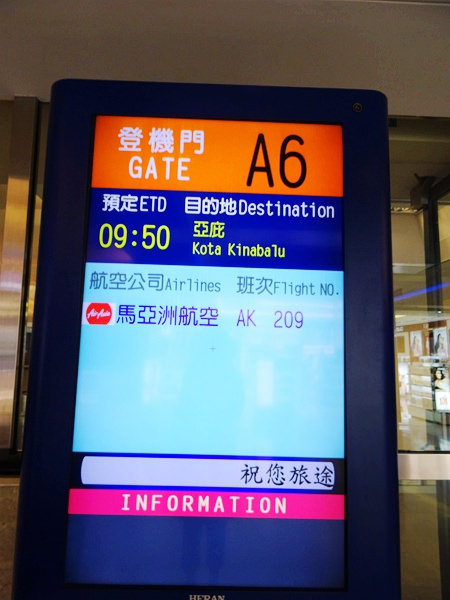 登機門
GATE A6
預定ETD 目的地Destination
09:50 亞庇
Kota Kinabalu
航空公司Airlines 班次Flight NO.
AirAsia 馬亞洲航空 AK 209
祝您旅途
INFORMATION
HERAN